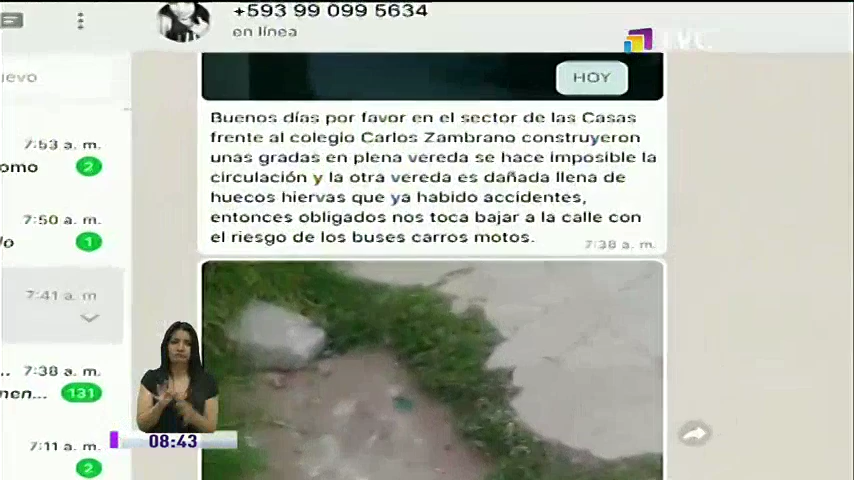 +593 99 099 5634
en línea
TVC
evo
HOY
Buenos días por favor en el sector de las Casas
frente al colegio Carlos Zambrano construyeron
unas gradas en plena vereda se hace imposible la
circulación y la otra vereda es dañada llena de
huecos hiervas que ya habido accidentes,
entonces obligados nos toca bajar a la calle con
el riesgo de los buses carros motos.
7:38 a. m.
7:53 a. m.
omo
2
7:50 a. m.
1
7:41 a. m
7:38 a. m.
nen...
131
7:11 a. m.
2
08:43